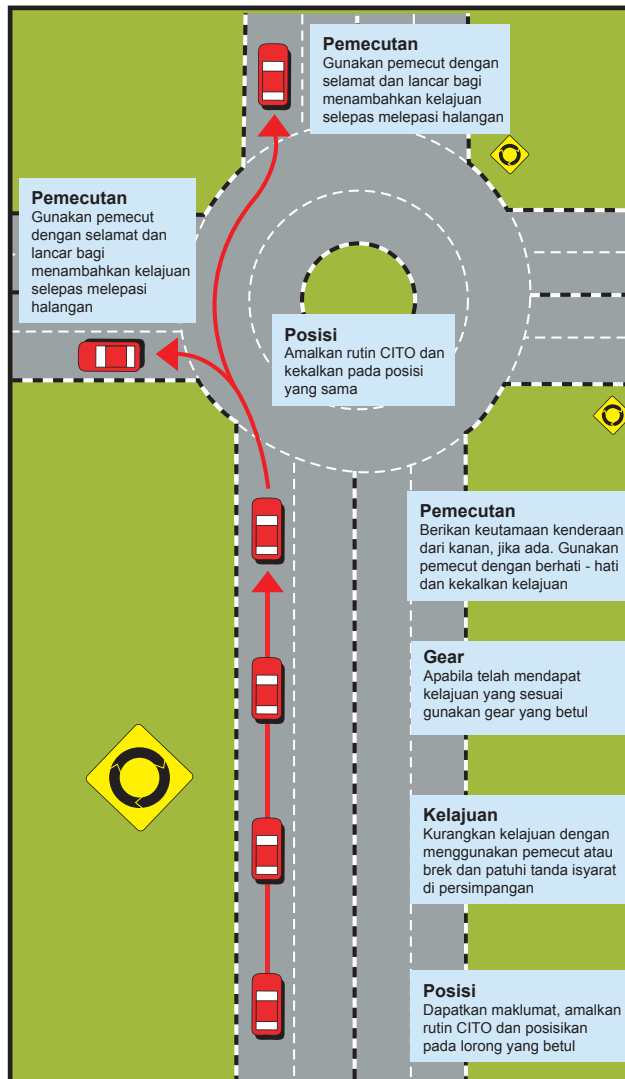 Pemecutan
Gunakan pemecut dengan
selamat dan lancar bagi
menambahkan kelajuan
selepas melepasi halangan
Pemecutan
Gunakan pemecut
dengan selamat dan
lancar bagi
menambahkan kelajuan
selepas melepasi
halangan
Posisi
Amalkan rutin CITO dan
kekalkan pada posisi
yang sama
Pemecutan
Berikan keutamaan kenderaan
dari kanan, jika ada. Gunakan
pemecut dengan berhati - hati
dan kekalkan kelajuan
Gear
Apabila telah mendapat
kelajuan yang sesuai
gunakan gear yang betul
Kelajuan
Kurangkan kelajuan dengan
menggunakan pemecut atau
brek dan patuhi tanda isyarat
di persimpangan
Posisi
Dapatkan maklumat, amalkan
rutin CITO dan posisikan
pada lorong yang betul